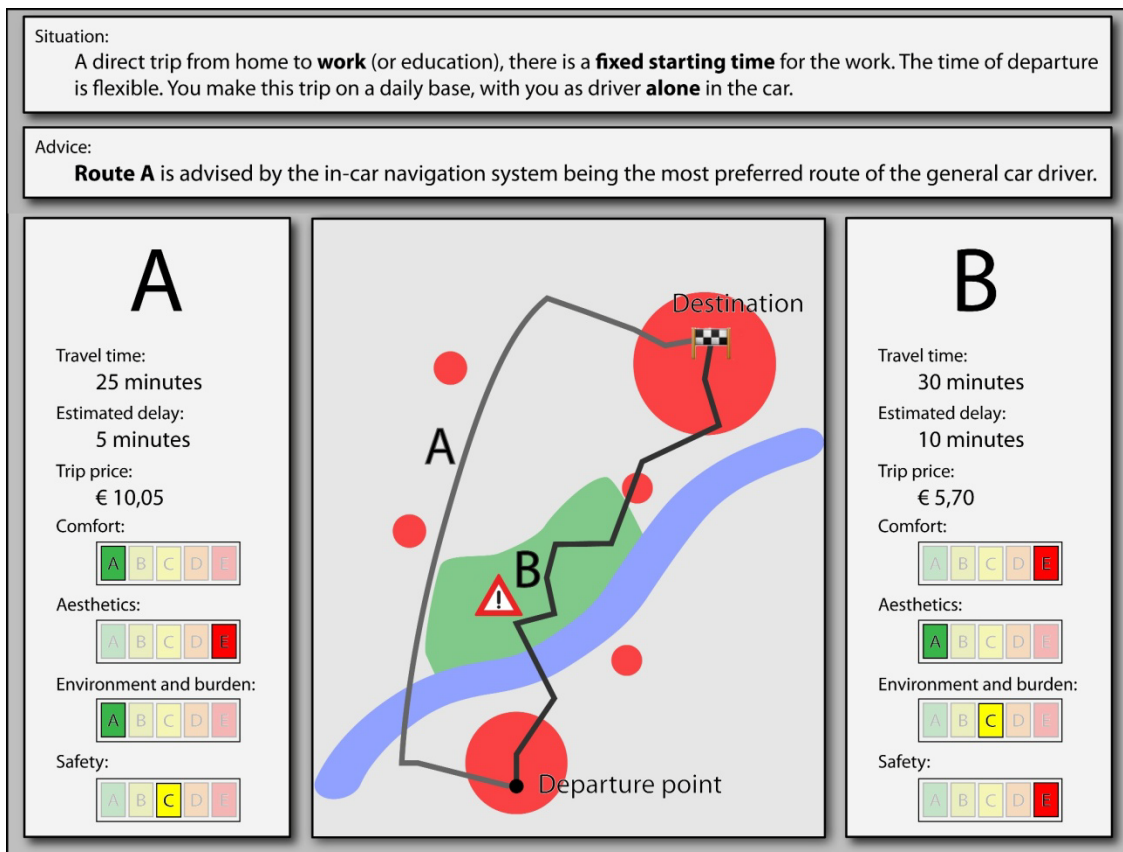 Situation:
A direct trip from home to work (or education), there is a fixed starting time for the work. The time of departure
is flexible. You make this trip on a daily base, with you as driver alone in the car.
Advice:
Route A is advised by the in-car navigation system being the most preferred route of the general car driver.
A
Travel time:
25 minutes
Estimated delay:
5 minutes
Trip price:
€ 10,05
Comfort:
A B C D E
Aesthetics:
A B C D E
Environment and burden:
A B C D E
Safety:
A B C D E
Destination
A
B
!
Departure point
B
Travel time:
30 minutes
Estimated delay:
10 minutes
Trip price:
€ 5,70
Comfort:
A B C D E
Aesthetics:
A B C D E
Environment and burden:
A B C D E
Safety:
A B C D E